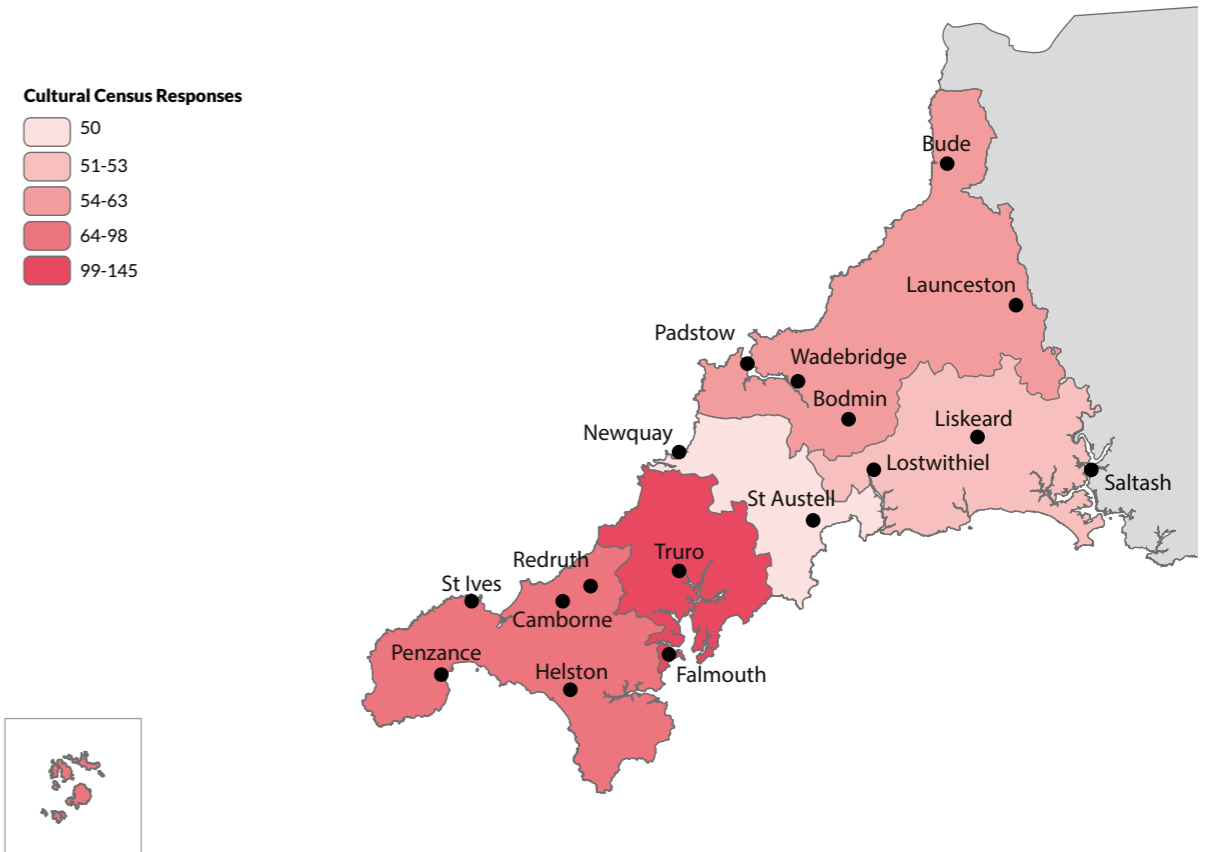 Cultural Census Responses
50
51-53
54-63
64-98
99-145
Bude
Launceston
Padstow
Wadebridge
Bodmin
Liskeard
Newquay
Lostwithiel
Saltash
St Austell
Truro
Redruth
St Ives
Camborne
Penzance
Helston
Falmouth